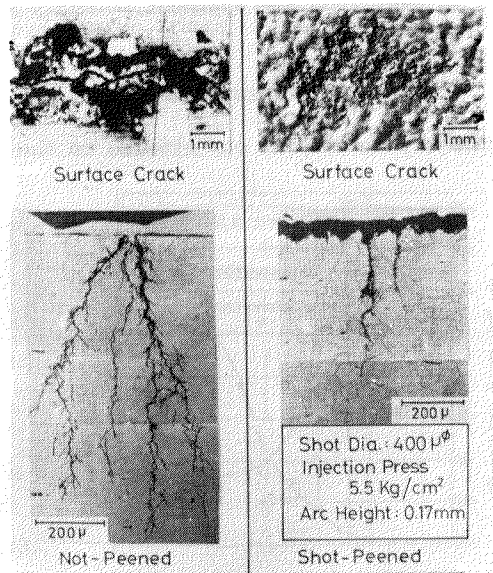 1mm
Surface Crack
200μ
Not-Peened
1mm
Surface Crack
200μ
Shot Dia.: 400μφ
Injection Press
5.5 Kg/cm²
Arc Height: 0.17mm
Shot-Peened